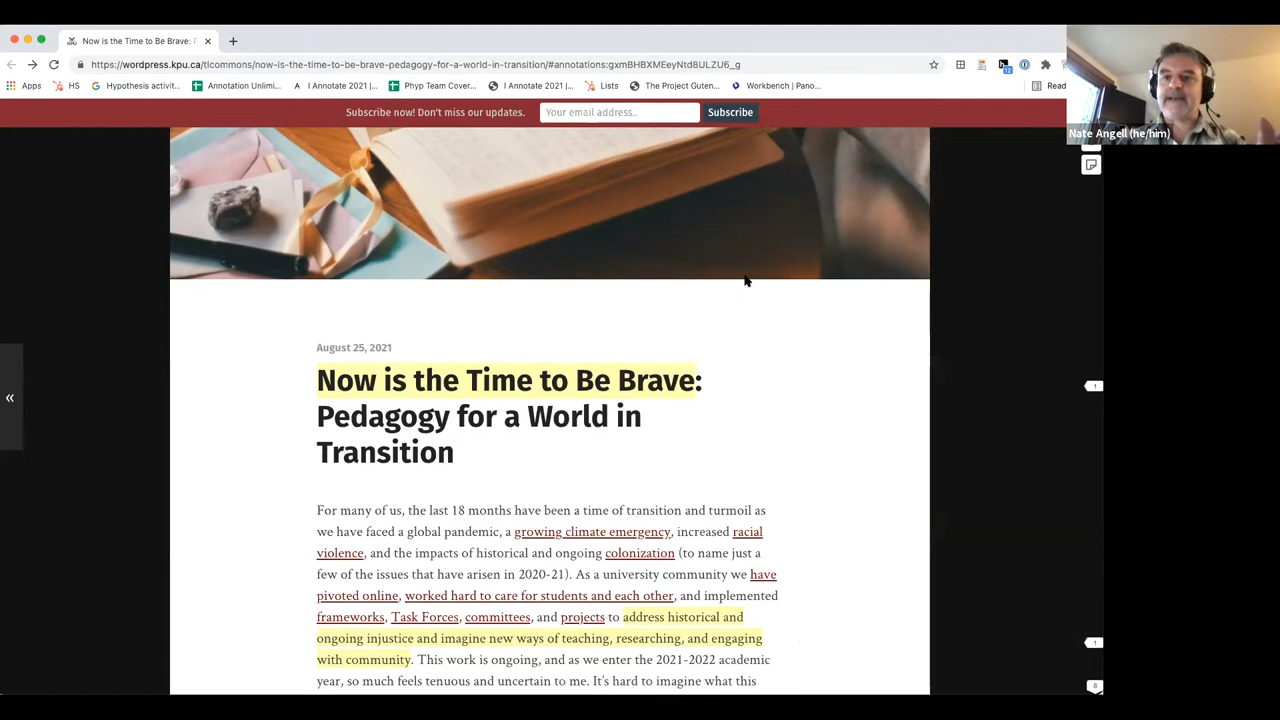 Now is the Time to Be Brave: P
https://wordpress.kpu.ca/tlcommons/now-is-the-time-to-be-brave-pedagogy-for-a-world-in-transition/#annotations:gxmBHBXMEeyNtd8ULZU6_g
Apps HS Hypothesis activit... Annotation Unlimi... I Annotate 2021 |... Phyp Team Cover... I Annotate 2021 |... Lists The Project Guten... Workbench | Pano... Read
12
Subscribe now! Don't miss our updates. Your email address.. Subscribe
Nate Angell (he/him)
August 25, 2021
Now is the Time to Be Brave:
Pedagogy for a World in
Transition
For many of us, the last 18 months have been a time of transition and turmoil as
we have faced a global pandemic, a growing climate emergency, increased racial
violence, and the impacts of historical and ongoing colonization (to name just a
few of the issues that have arisen in 2020-21). As a university community we have
pivoted online, worked hard to care for students and each other, and implemented
frameworks, Task Forces, committees, and projects to address historical and
ongoing injustice and imagine new ways of teaching, researching, and engaging
with community. This work is ongoing, and as we enter the 2021-2022 academic
year, so much feels tenuous and uncertain to me. It's hard to imagine what this
1
1
8